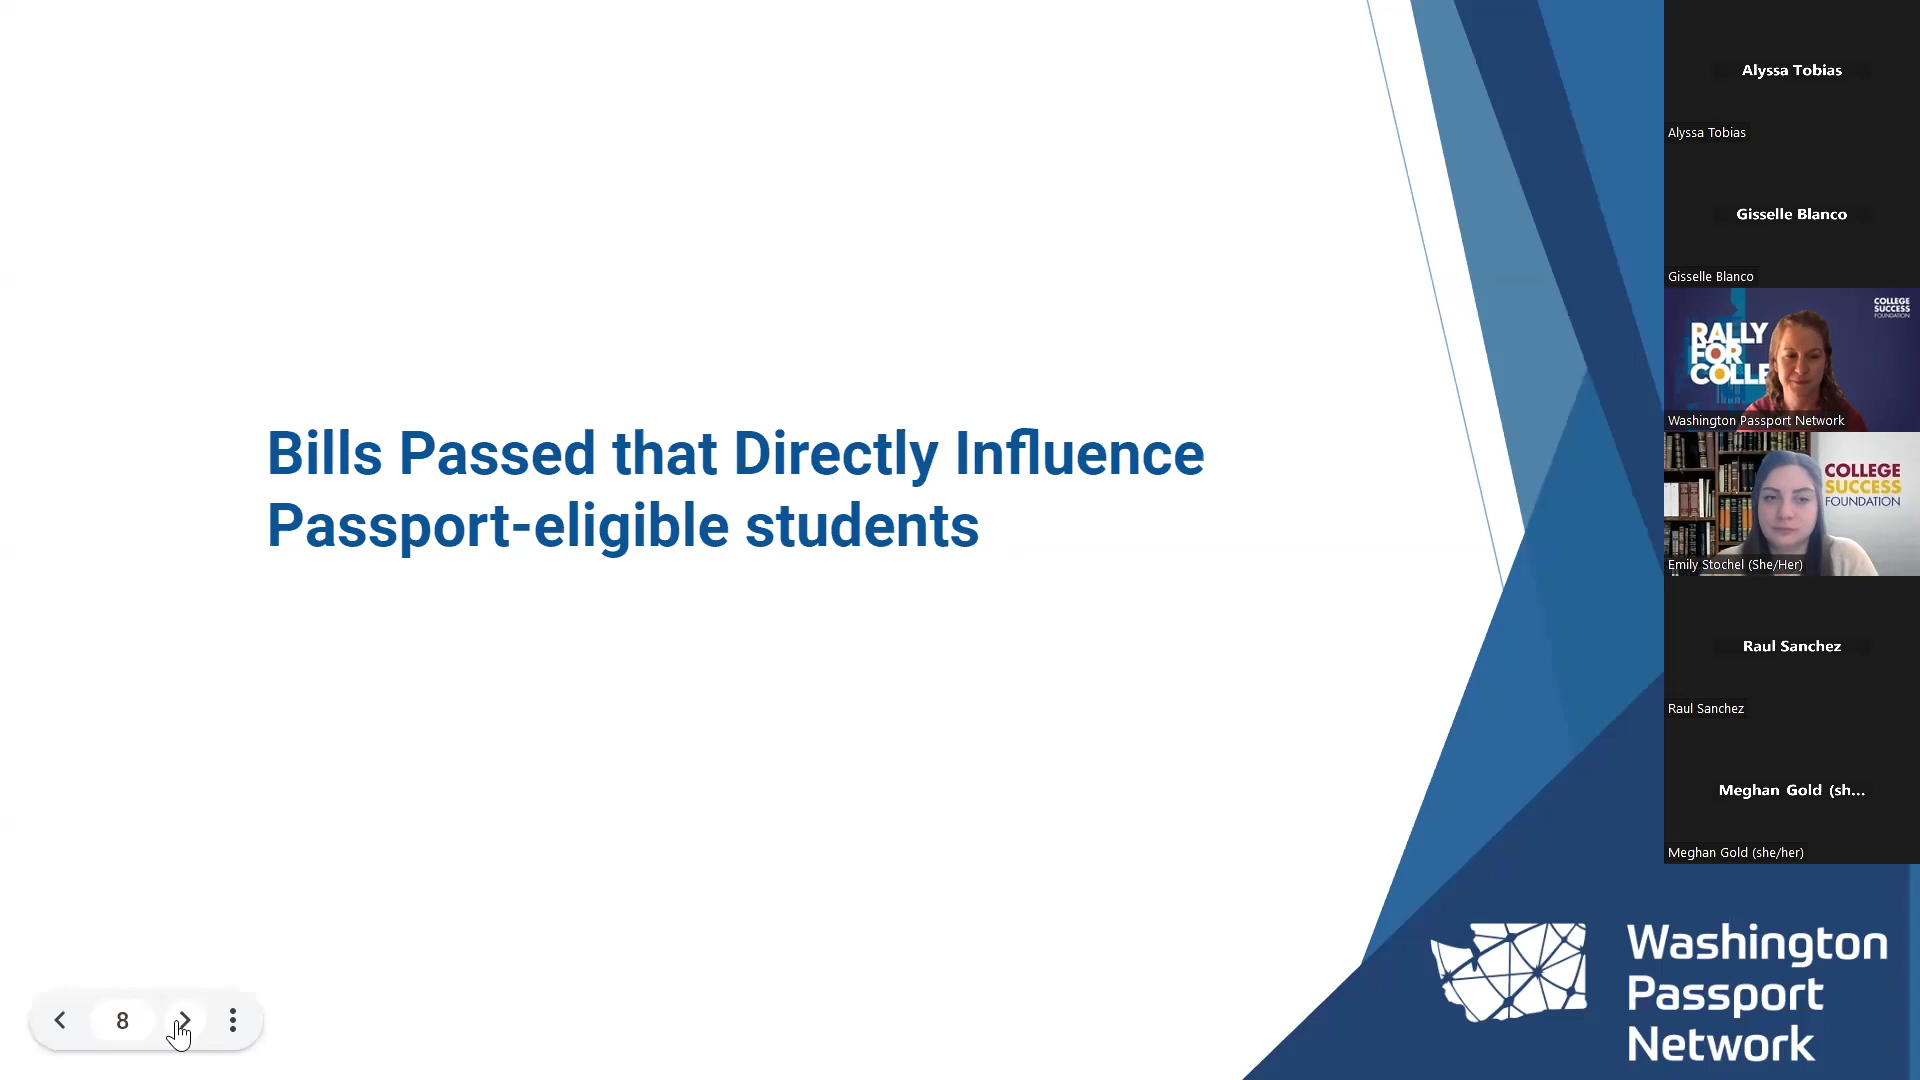 Bills Passed that Directly Influence
Passport-eligible students
8
Washington
Passport
Network
Alyssa Tobias
Alyssa Tobias
Gisselle Blanco
Gisselle Blanco
RALLY
FOR
COLLE
COLLEGE
SUCCESS
FOUNDATION
Washington Passport Network
COLLEGE
SUCCESS
FOUNDATION
Emily Stochel (She/Her)
Raul Sanchez
Raul Sanchez
Meghan Gold (sh...
Meghan Gold (she/her)